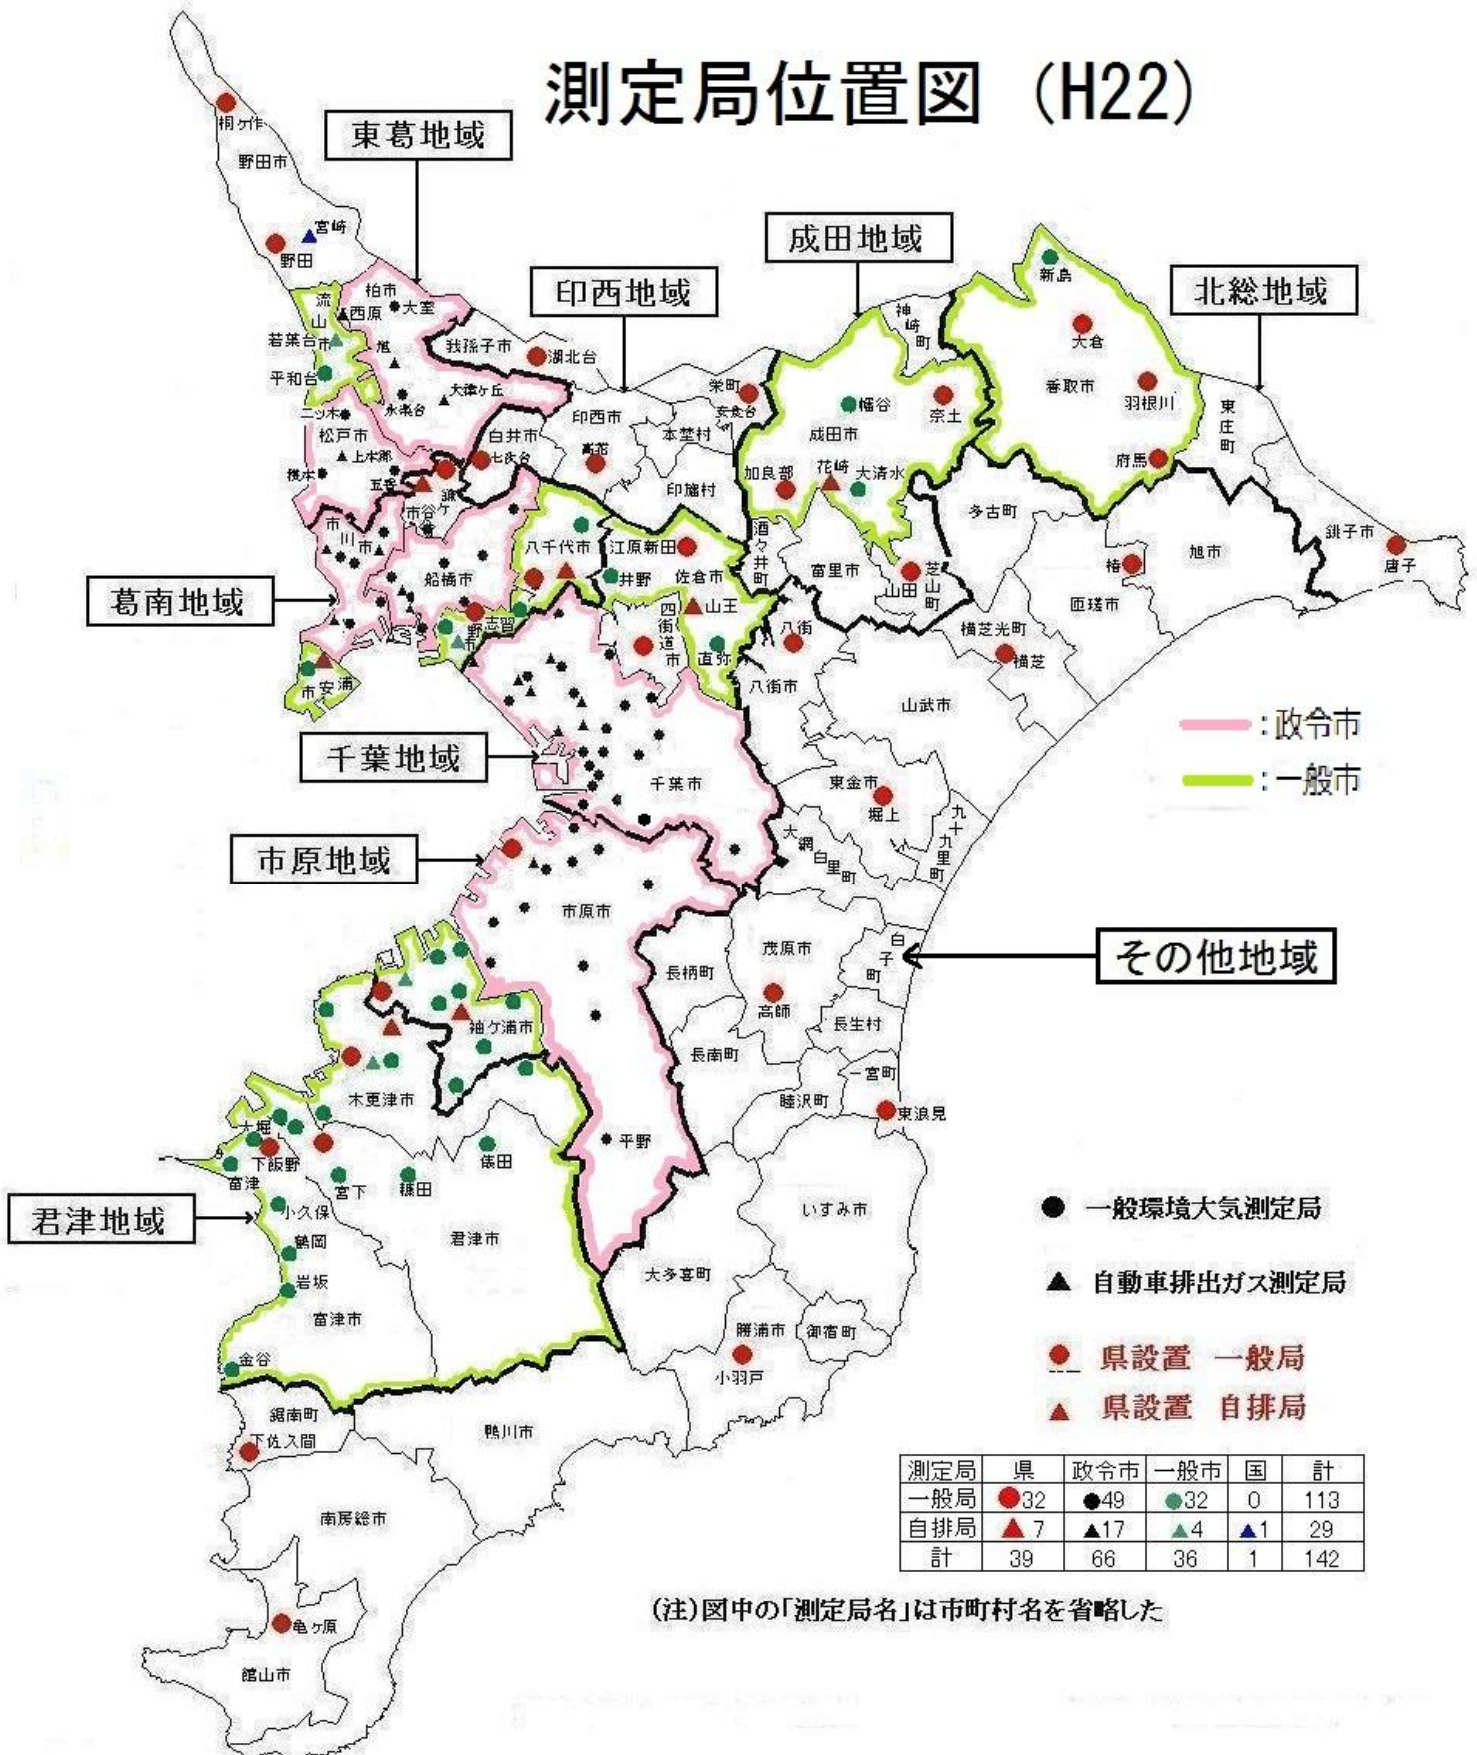 測定局位置図 (H22)
東葛地域
成田地域
印西地域
北総地域
葛南地域
千葉地域
市原地域
その他地域
君津地域
桐ヶ作
野田市
宮崎
野田
流山市
柏市
大室
西原
若葉台
旭
平和台
永楽台
大津ヶ丘
我孫子市
湖北台
二ツ木
松戸市
上本郷
根本
五香
鎌ヶ谷市
白井市
七次台
印西市
高花
本埜村
印旛村
栄町
安食台
神崎町
新島
大倉
香取市
羽根川
府馬
東庄町
幡谷
奈土
成田市
加良部
花崎
大清水
多古町
銚子市
唐子
旭市
椿
匝瑳市
市川市
船橋市
八千代市
江原新田
井野
佐倉市
酒々井町
富里市
山田
芝山町
横芝光町
横芝
四街道市
山王
直弥
八街
八街市
山武市
市安浦
千葉市
東金市
堀上
九十九里町
大網白里町
市原市
平野
茂原市
高師
白子町
長柄町
長生村
長南町
一宮町
睦沢町
東浪見
いすみ市
袖ケ浦市
木更津市
大堀
下飯野
富津
宮下
糠田
俵田
小久保
鶴岡
岩坂
君津市
富津市
金谷
大多喜町
勝浦市
御宿町
小羽戸
鋸南町
下佐久間
鴨川市
南房総市
亀ヶ原
館山市
:政令市
:一般市
一般環境大気測定局
自動車排出ガス測定局
県設置 一般局
県設置 自排局
測定局 県 政令市 一般市 国 計
一般局 32 49 32 0 113
自排局 7 17 4 1 29
計 39 66 36 1 142
(注)図中の「測定局名」は市町村名を省略した